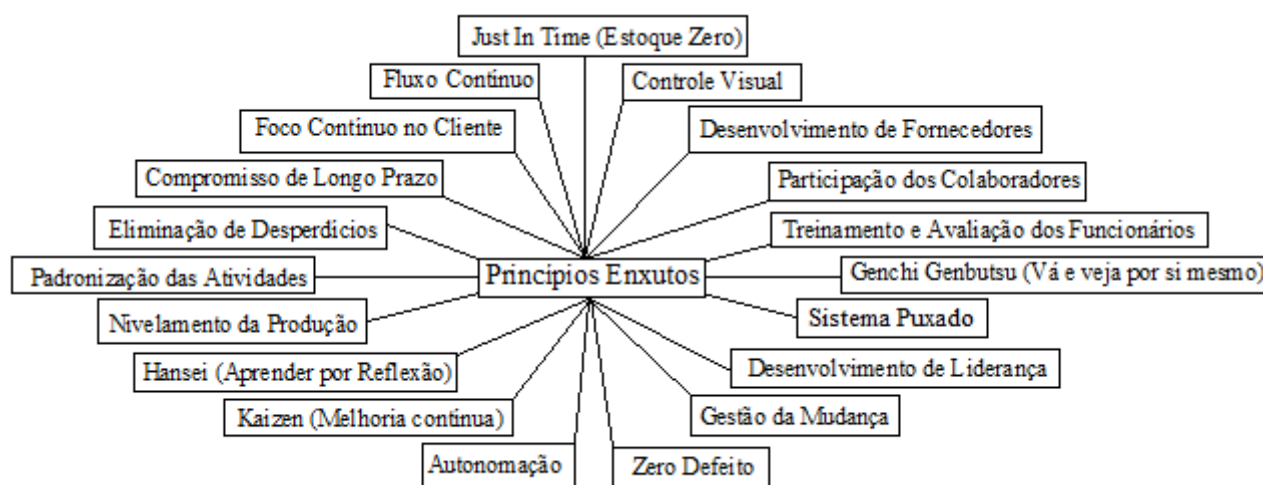 Just In Time (Estoque Zero)
Fluxo Contínuo
Controle Visual
Foco Contínuo no Cliente
Desenvolvimento de Fornecedores
Compromisso de Longo Prazo
Participação dos Colaboradores
Eliminação de Desperdícios
Treinamento e Avaliação dos Funcionários
Princípios Enxutos
Padronização das Atividades
Genchi Genbutsu (Vá e veja por si mesmo)
Nivelamento da Produção
Sistema Puxado
Hansei (Aprender por Reflexão)
Desenvolvimento de Liderança
Kaizen (Melhoria contínua)
Gestão da Mudança
Autonomação
Zero Defeito